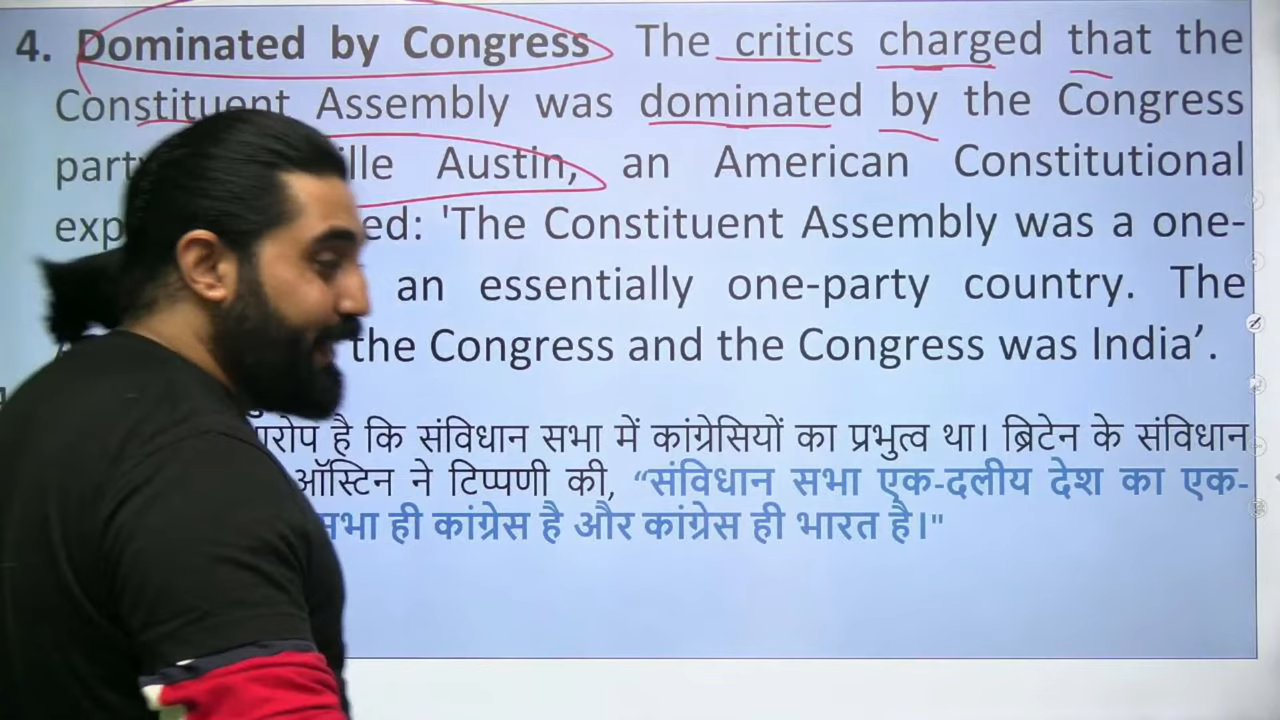 4. Dominated by Congress The critics charged that the
Constituent Assembly was dominated by the Congress
part ille Austin, an American Constitutional
exp ed: 'The Constituent Assembly was a one-
an essentially one-party country. The
the Congress and the Congress was India’.
रोप है कि संविधान सभा में कांग्रेसियों का प्रभुत्व था। ब्रिटेन के संविधान
ऑस्टिन ने टिप्पणी की, “संविधान सभा एक-दलीय देश का एक-
सभा ही कांग्रेस है और कांग्रेस ही भारत है।"